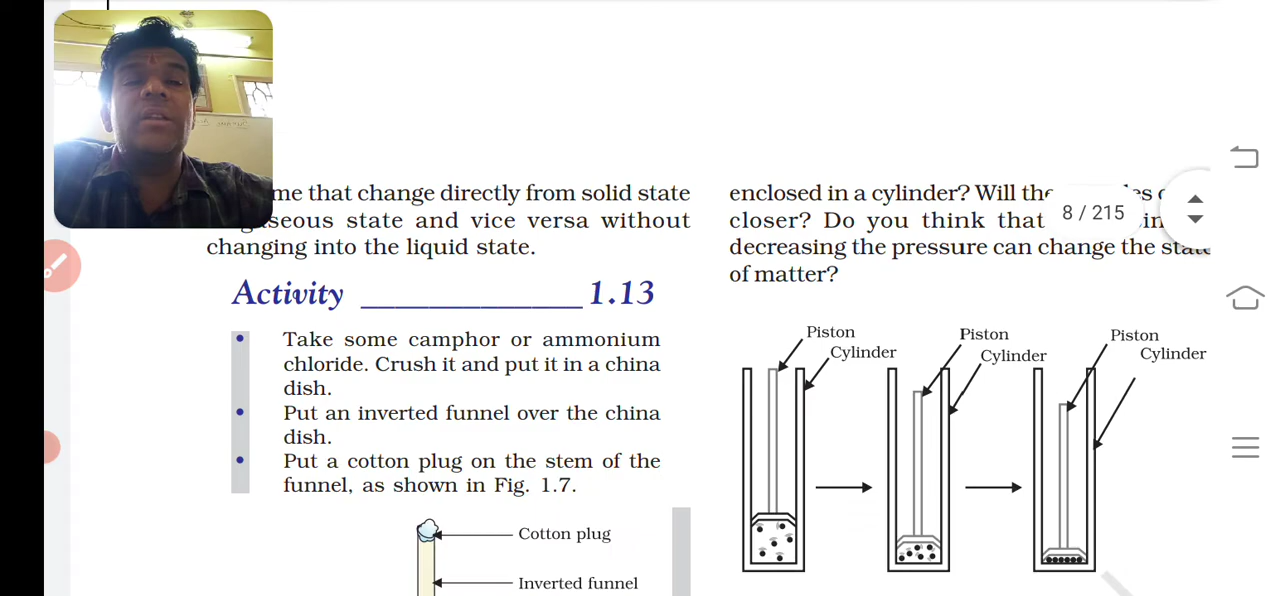 me that change directly from solid state
seous state and vice versa without
changing into the liquid state.
Activity 1.13
• Take some camphor or ammonium
chloride. Crush it and put it in a china
dish.
• Put an inverted funnel over the china
dish.
• Put a cotton plug on the stem of the
funnel, as shown in Fig. 1.7.
Cotton plug
Inverted funnel
enclosed in a cylinder? Will
closer? Do you think that
decreasing the pressure can change the state
of matter?
8 / 215
Piston
Cylinder
Piston
Cylinder
Piston
Cylinder